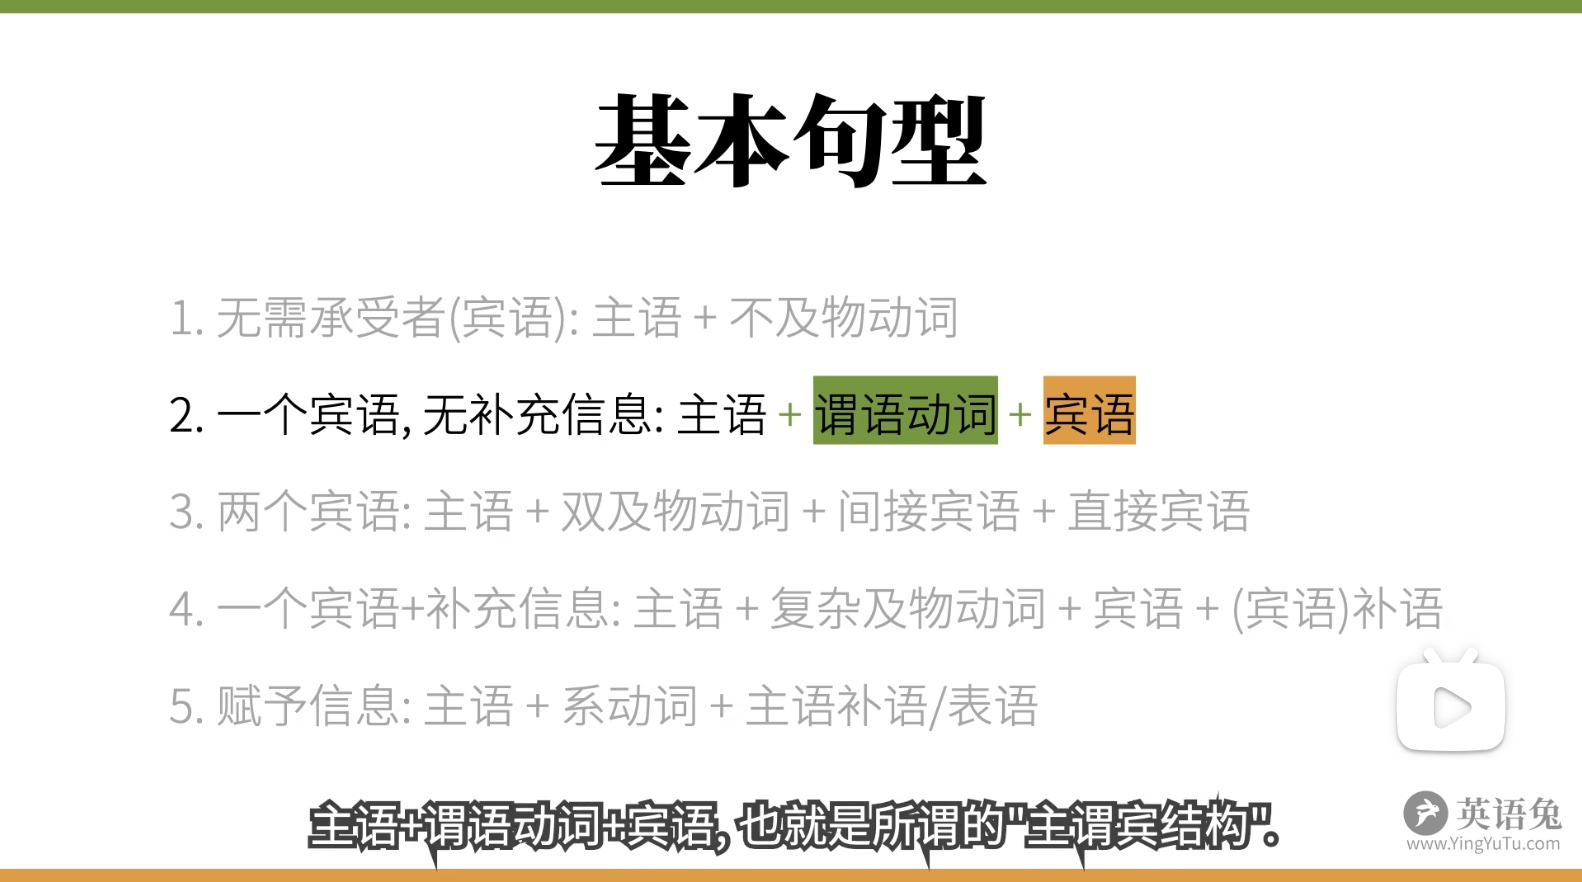 基本句型
1. 无需承受者(宾语): 主语 + 不及物动词
2. 一个宾语, 无补充信息: 主语 + 谓语动词 + 宾语
3. 两个宾语: 主语 + 双及物动词 + 间接宾语 + 直接宾语
4. 一个宾语+补充信息: 主语 + 复杂及物动词 + 宾语 + (宾语)补语
5. 赋予信息: 主语 + 系动词 + 主语补语/表语
主语+谓语动词+宾语, 也就是所谓的"主谓宾结构".
英语兔
www.YingYuTu.com